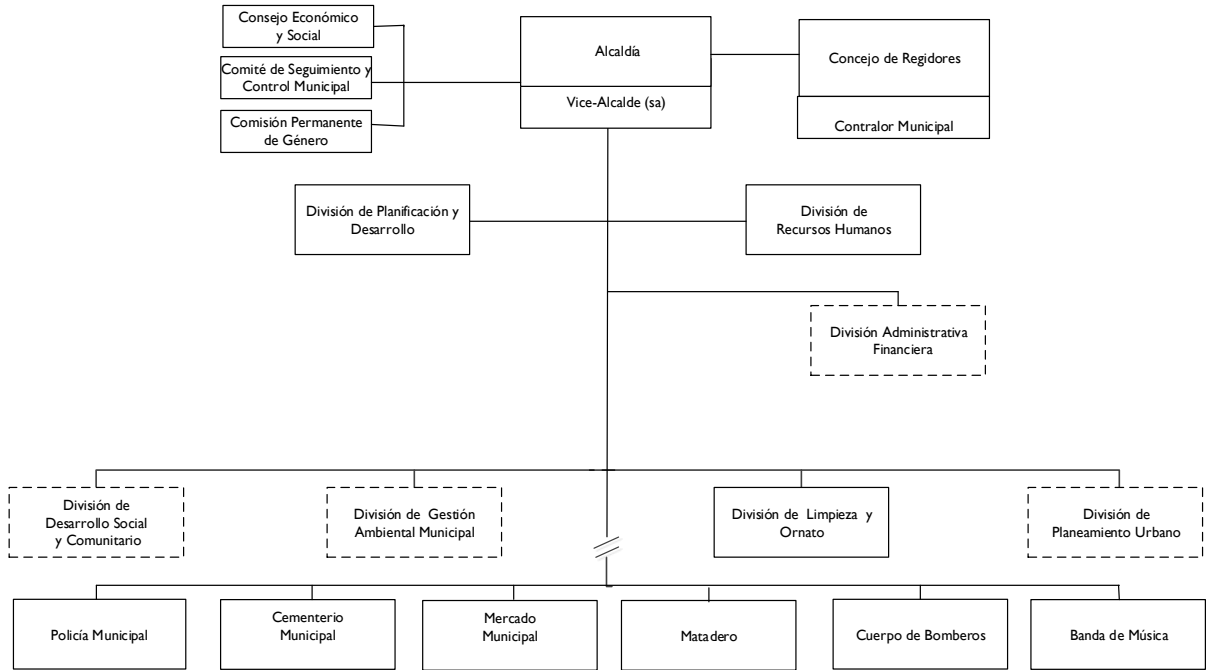 Consejo Económico
y Social
Comité de Seguimiento y
Control Municipal
Comisión Permanente
de Género
Alcaldía
Vice-Alcalde (sa)
Concejo de Regidores
Contralor Municipal
División de Planificación y
Desarrollo
División de
Recursos Humanos
División Administrativa
Financiera
División de
Desarrollo Social
y Comunitario
División de Gestión
Ambiental Municipal
División de Limpieza y
Ornato
División de
Planeamiento Urbano
Policía Municipal
Cementerio
Municipal
Mercado
Municipal
Matadero
Cuerpo de Bomberos
Banda de Música